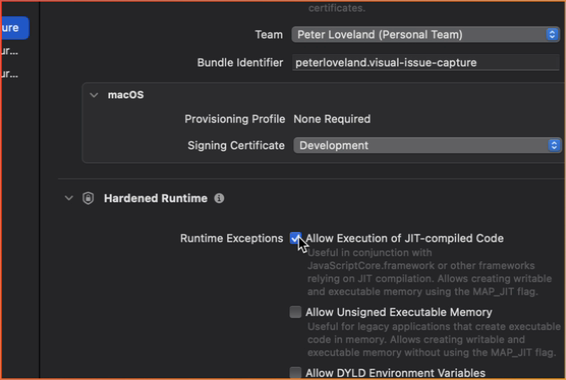 certificates.
ure
Team Peter Loveland (Personal Team)
ur...
Bundle Identifier peterloveland.visual-issue-capture
ur...
macOS
Provisioning Profile None Required
Signing Certificate Development
Hardened Runtime
Runtime Exceptions Allow Execution of JIT-compiled Code
Useful in conjunction with
JavaScriptCore.framework or other frameworks
relying on JIT compilation. Allows creating writable
and executable memory using the MAP_JIT flag.
Allow Unsigned Executable Memory
Useful for legacy applications that create executable
code in memory. Allows creating writable and
executable memory without using the MAP_JIT flag.
Allow DYLD Environment Variables